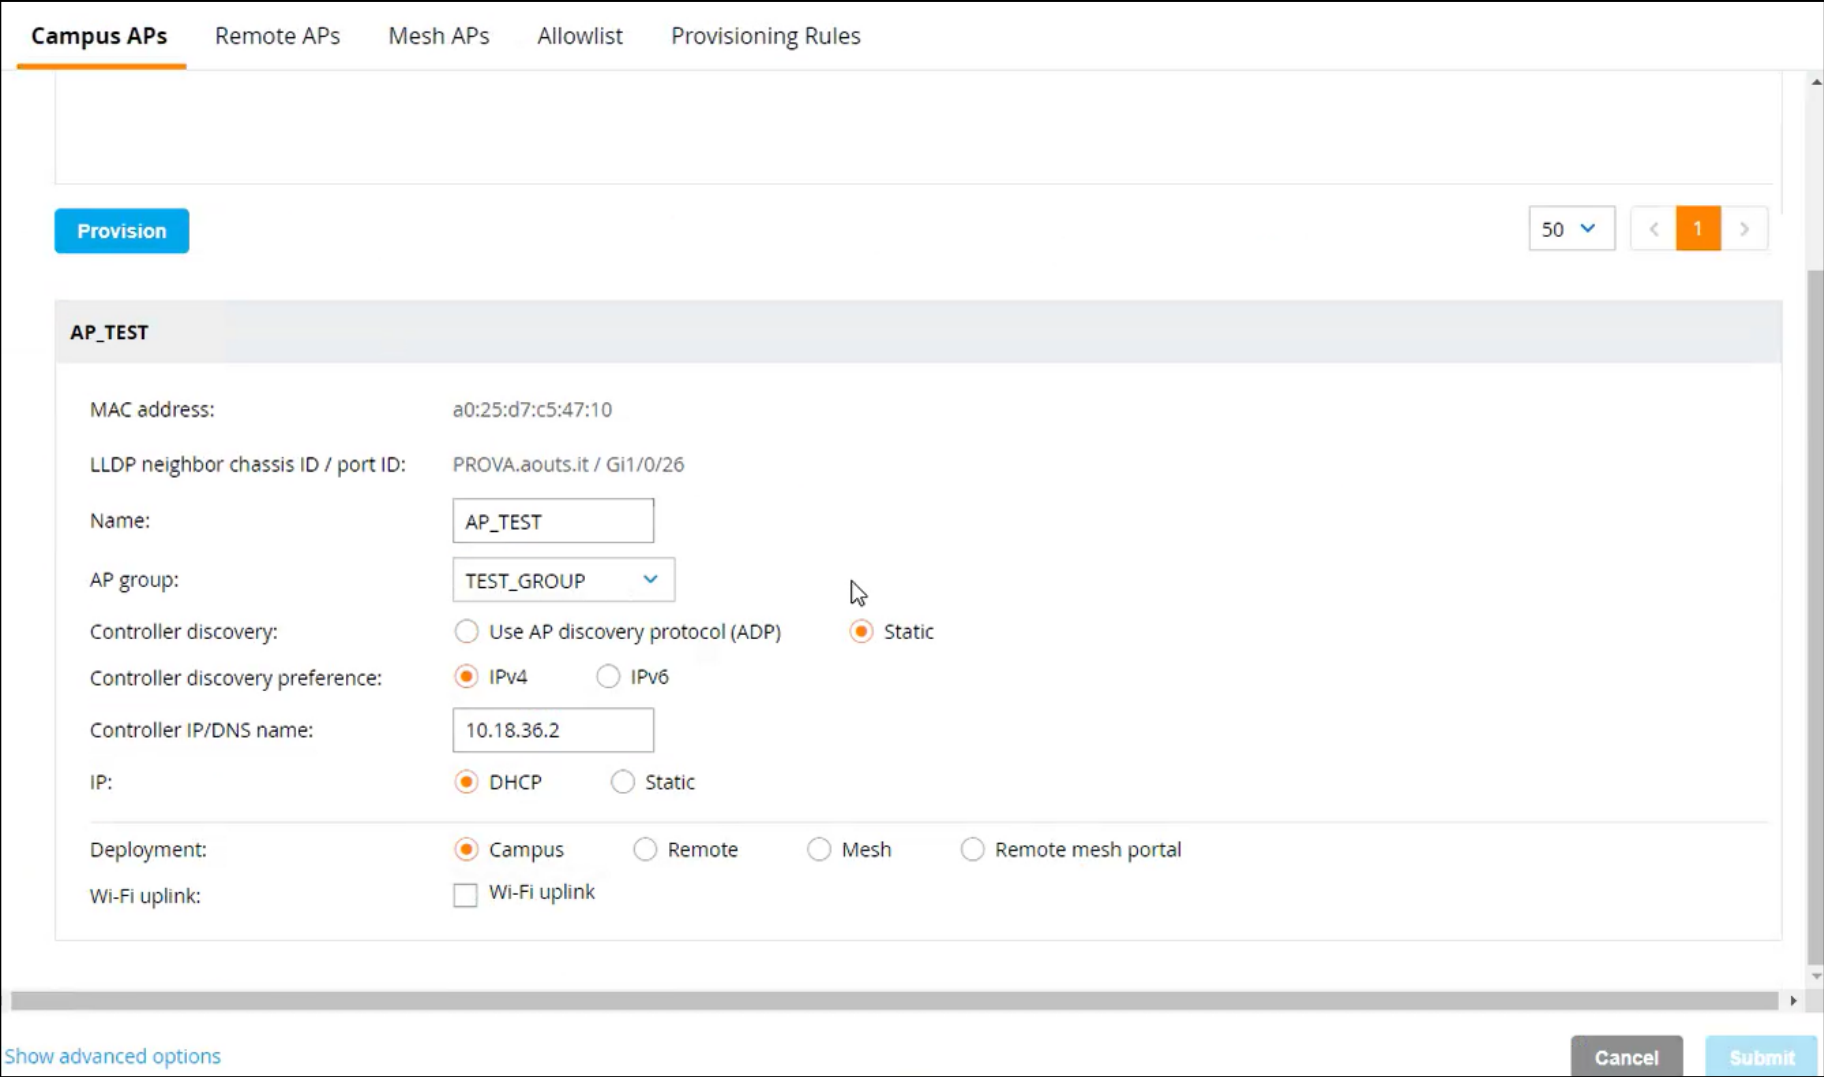 Campus APs Remote APs Mesh APs Allowlist Provisioning Rules
Provision 50 1
AP_TEST
MAC address: a0:25:d7:c5:47:10
LLDP neighbor chassis ID / port ID: PROVA.aouts.it / Gi1/0/26
Name: AP_TEST
AP group: TEST_GROUP
Controller discovery: Use AP discovery protocol (ADP) Static
Controller discovery preference: IPv4 IPv6
Controller IP/DNS name: 10.18.36.2
IP: DHCP Static
Deployment: Campus Remote Mesh Remote mesh portal
Wi-Fi uplink: Wi-Fi uplink
Show advanced options Cancel Submit